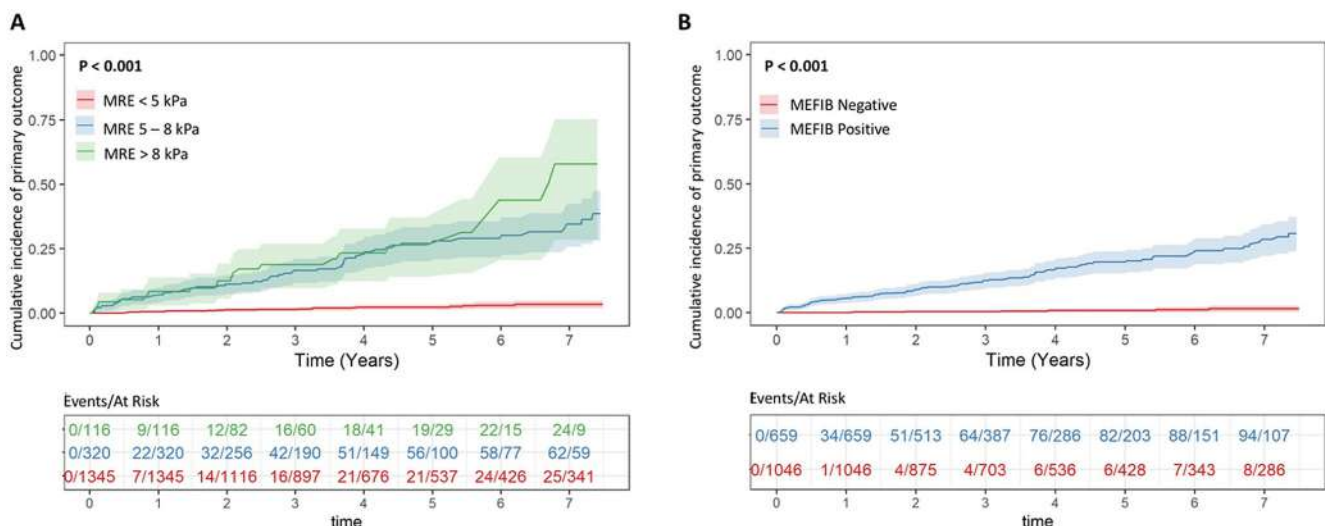 A
Cumulative incidence of primary outcome
1.00
0.75
0.50
0.25
0.00
P < 0.001
MRE < 5 kPa
MRE 5 – 8 kPa
MRE > 8 kPa
0 1 2 3 4 5 6 7
Time (Years)
Events/At Risk
0/116 9/116 12/82 16/60 18/41 19/29 22/15 24/9
0/320 22/320 32/256 42/190 51/149 56/100 58/77 62/59
0/1345 7/1345 14/1116 16/897 21/676 21/537 24/426 25/341
0 1 2 3 4 5 6 7
time
B
Cumulative incidence of primary outcome
1.00
0.75
0.50
0.25
0.00
P < 0.001
MEFIB Negative
MEFIB Positive
0 1 2 3 4 5 6 7
Time (Years)
Events/At Risk
0/659 34/659 51/513 64/387 76/286 82/203 88/151 94/107
0/1046 1/1046 4/875 4/703 6/536 6/428 7/343 8/286
0 1 2 3 4 5 6 7
time